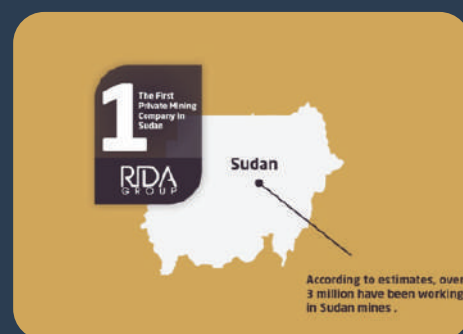 1
The First
Private Mining
Company in
Sudan
RIDA
GROUP
Sudan
According to estimates, over
3 million have been working
in Sudan mines .